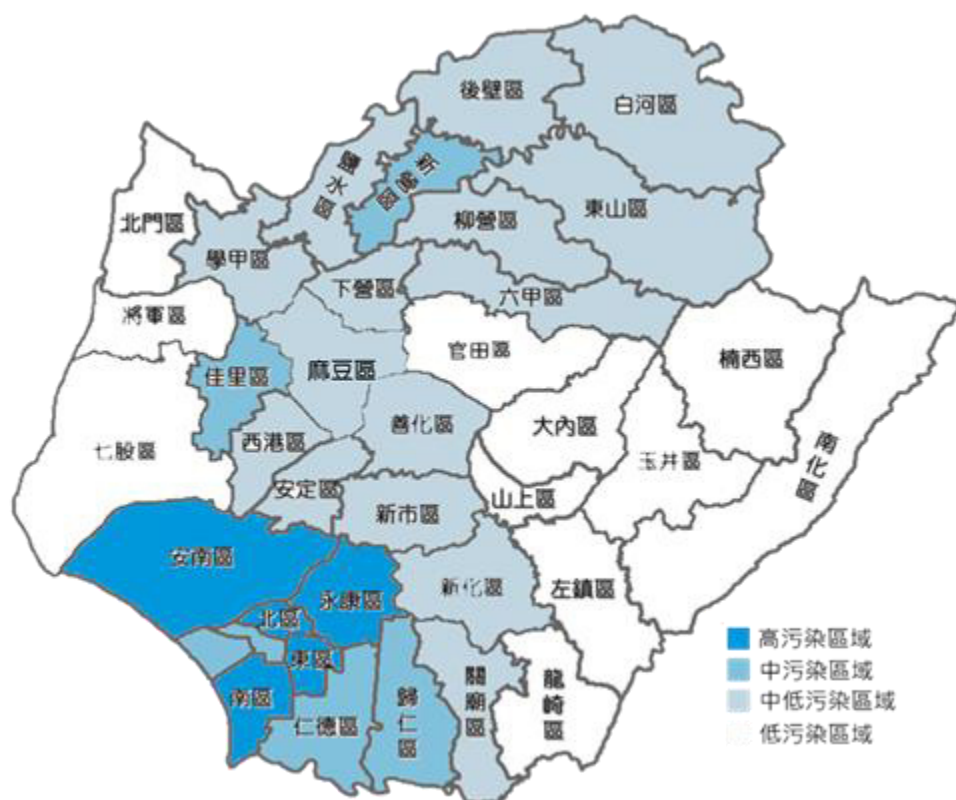 後壁區
白河區
鹽水區
新營區
北門區
柳營區
東山區
學甲區
下營區
六甲區
將軍區
官田區
楠西區
佳里區
麻豆區
七股區
西港區
善化區
大內區
玉井區
南化區
安定區
山上區
新市區
安南區
永康區
新化區
左鎮區
北區
東區
南區
仁德區
歸仁區
關廟區
龍崎區
高污染區域
中污染區域
中低污染區域
低污染區域